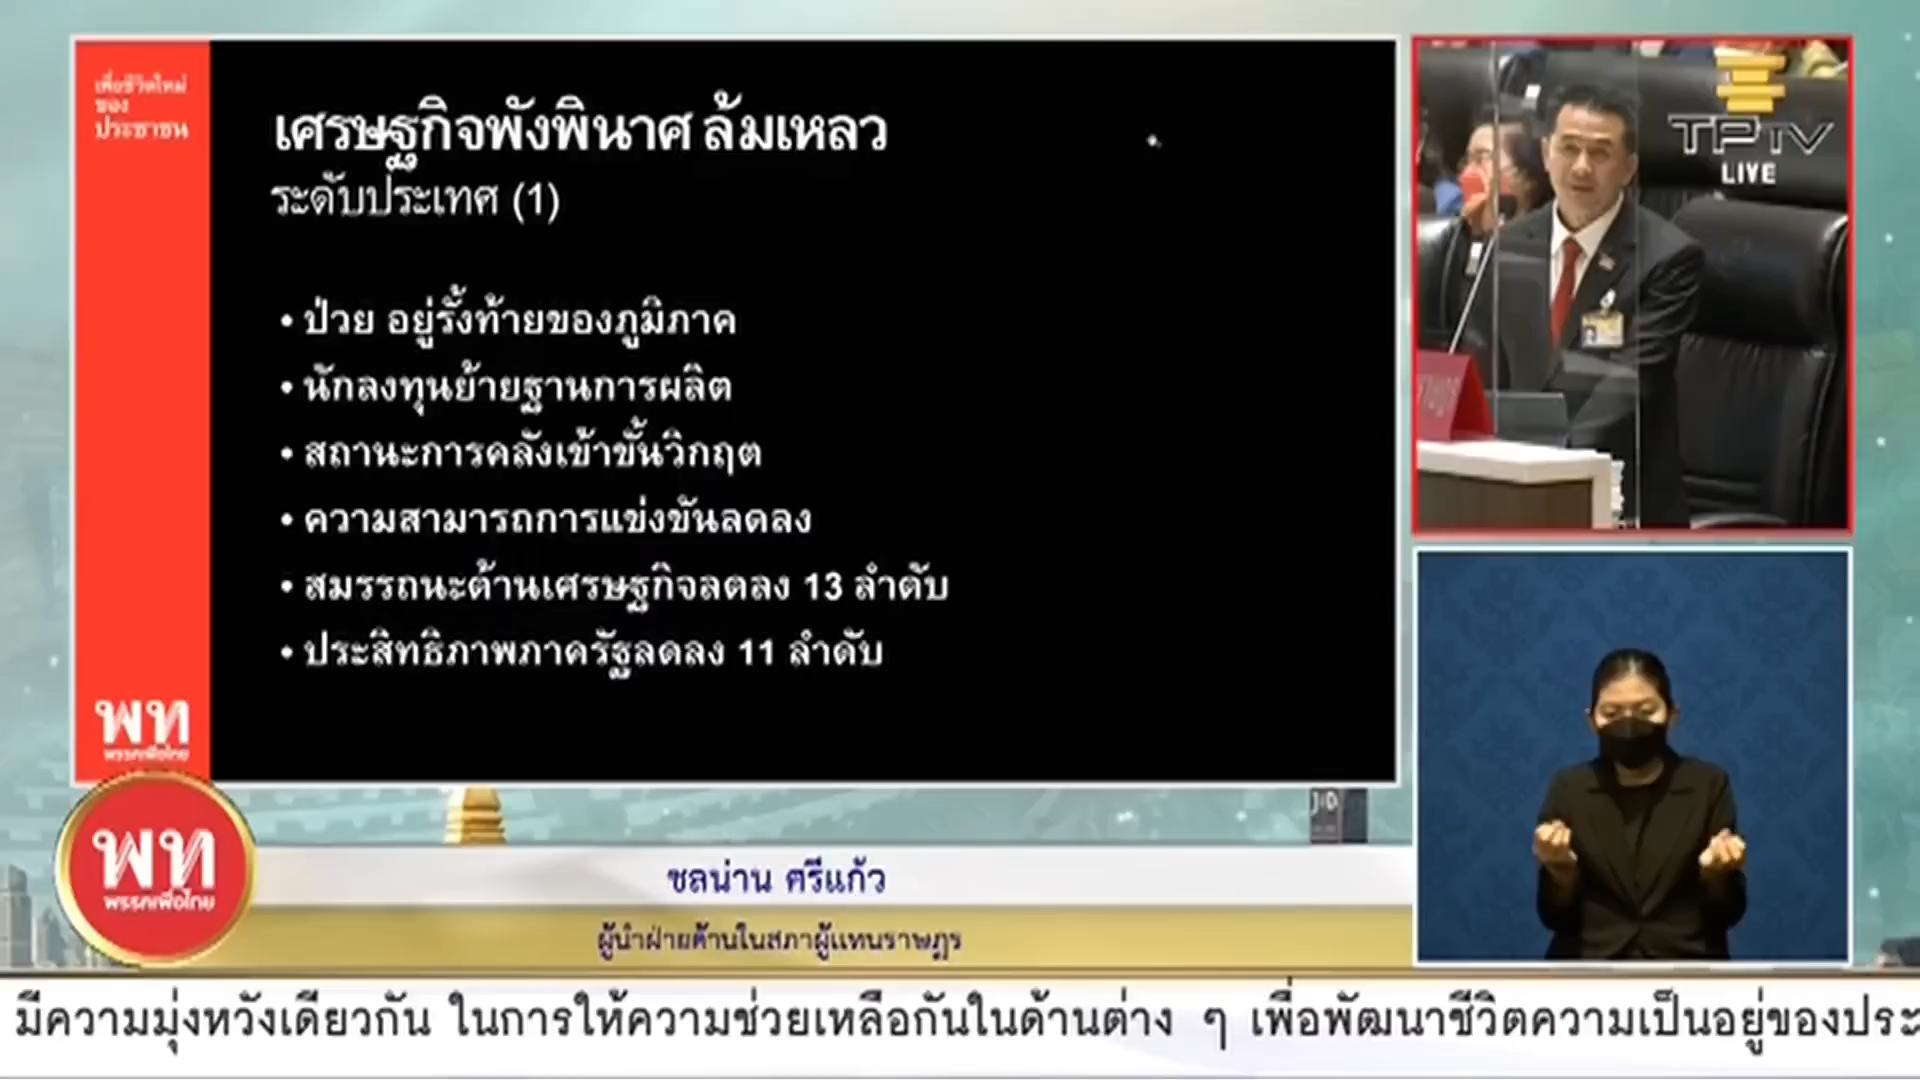 เพื่อชีวิตใหม่
ของ
ประชาชน
เศรษฐกิจพังพินาศ ล้มเหลว
ระดับประเทศ (1)
• ป่วย อยู่รั้งท้ายของภูมิภาค
• นักลงทุนย้ายฐานการผลิต
• สถานะการคลังเข้าขั้นวิกฤต
• ความสามารถการแข่งขันลดลง
• สมรรถนะด้านเศรษฐกิจลดลง 13 ลำดับ
• ประสิทธิภาพภาครัฐลดลง 11 ลำดับ
พท
พรรคเพื่อไทย
TPTV
LIVE
พท
พรรคเพื่อไทย
ชลน่าน ศรีแก้ว
ผู้นำฝ่ายค้านในสภาผู้แทนราษฎร
มีความมุ่งหวังเดียวกัน ในการให้ความช่วยเหลือกันในด้านต่าง ๆ เพื่อพัฒนาชีวิตความเป็นอยู่ของประ